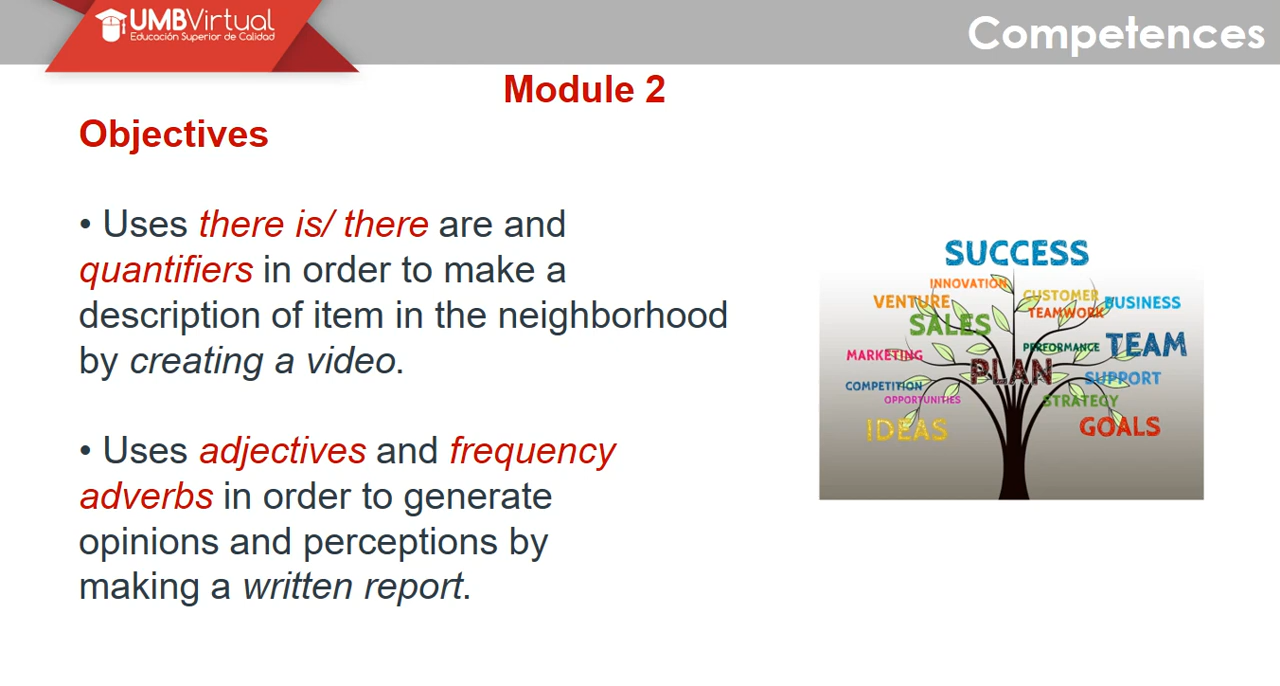 UMBVirtual
Educación Superior de Calidad
Competences
Module 2
Objectives
• Uses there is/ there are and
quantifiers in order to make a
description of item in the neighborhood
by creating a video.
• Uses adjectives and frequency
adverbs in order to generate
opinions and perceptions by
making a written report.
SUCCESS
INNOVATION
CUSTOMER
VENTURE
BUSINESS
TEAMWORK
SALES
PERFORMANCE
TEAM
MARKETING
PLAN
SUPPORT
COMPETITION
OPPORTUNITIES
STRATEGY
IDEAS
GOALS